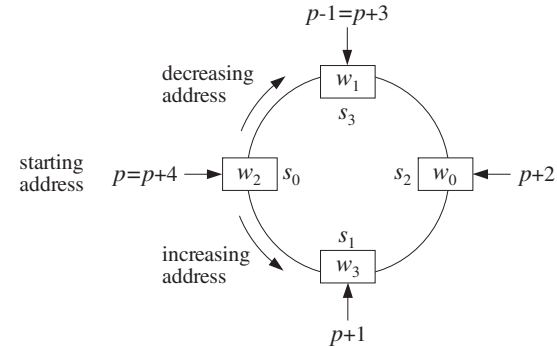 p-1=p+3
decreasing
address
w₁
s₃
starting
address
p=p+4
w₂
s₀
s₂
w₀
p+2
increasing
address
s₁
w₃
p+1